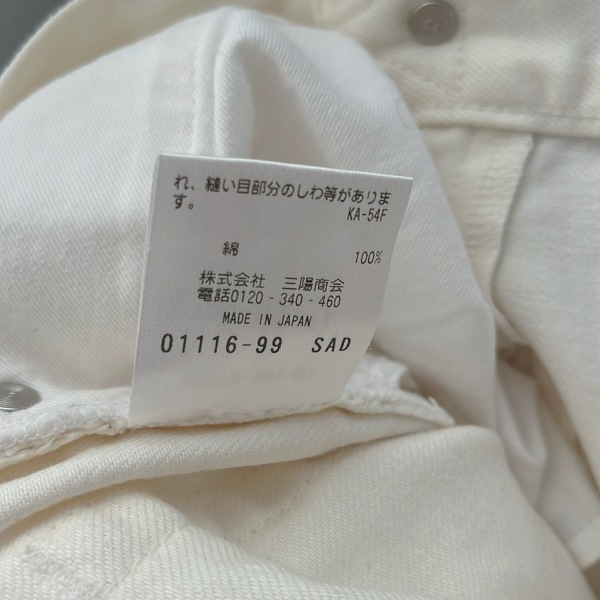 れ、縫い目部分のしわ等がありま
す。
KA-54F
綿 100%
株式会社 三陽商会
電話0120-340-460
MADE IN JAPAN
01116-99 SAD